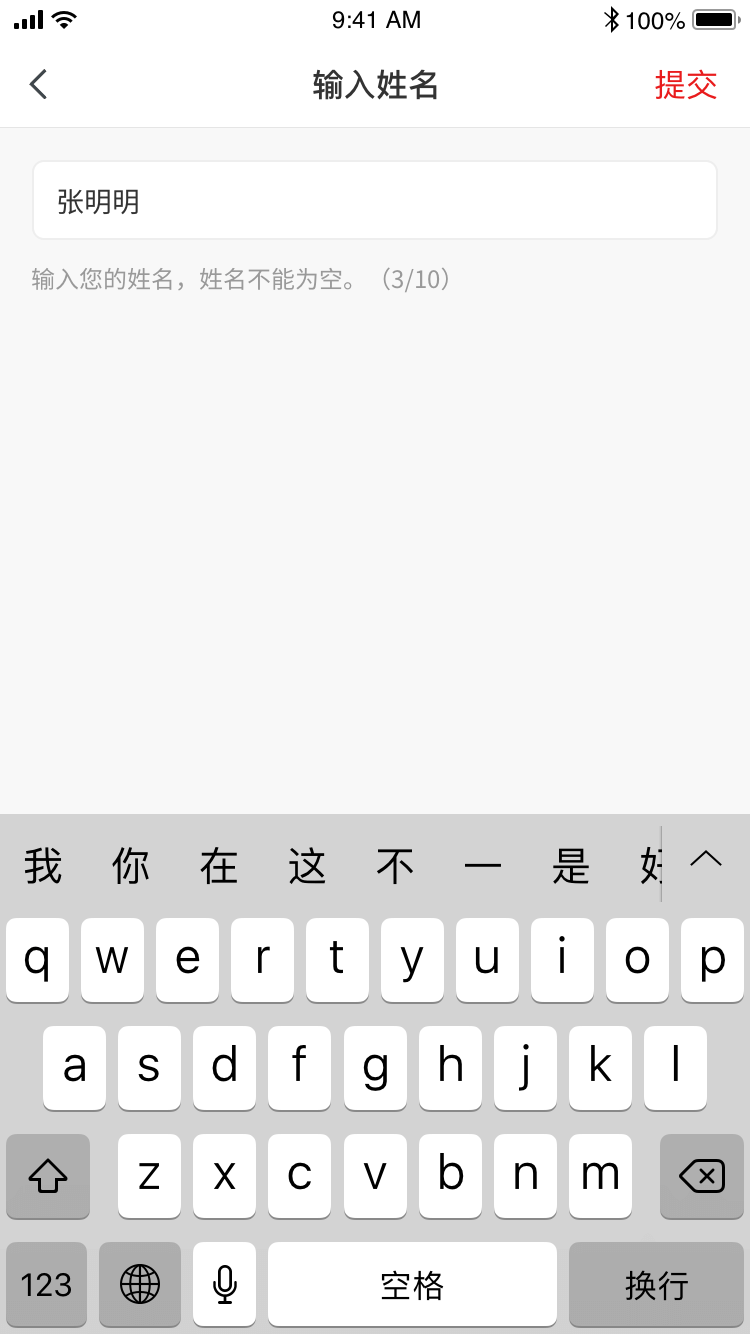 9:41 AM 100%
输入姓名 提交
张明明
输入您的姓名，姓名不能为空。（3/10）
我 你 在 这 不 一 是 好
q w e r t y u i o p
a s d f g h j k l
z x c v b n m
123 空格 换行